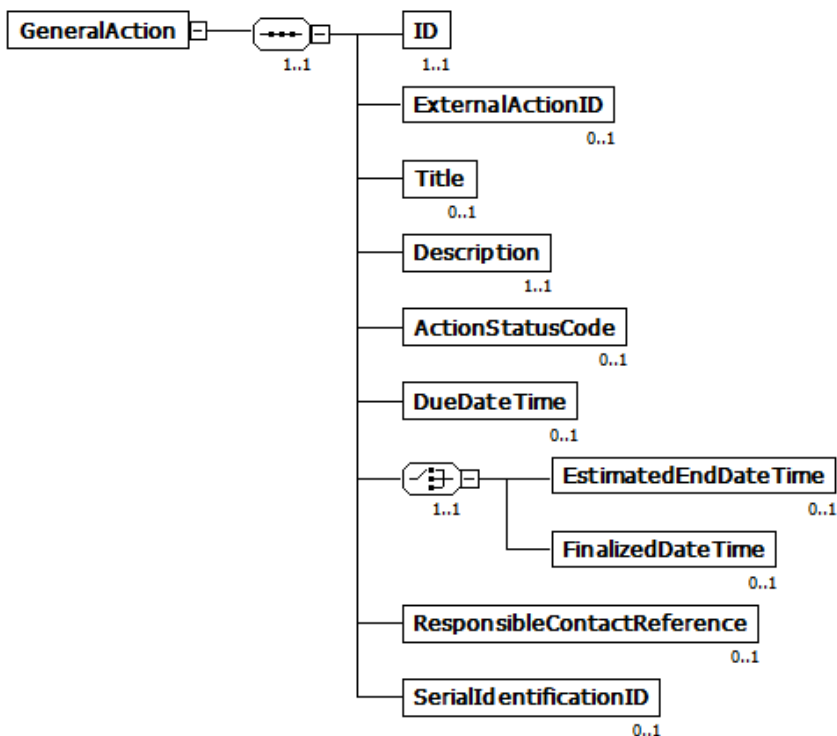 GeneralAction
1..1
ID
1..1
ExternalActionID
0..1
Title
0..1
Description
1..1
ActionStatusCode
0..1
DueDateTime
0..1
1..1
EstimatedEndDateTime
0..1
FinalizedDateTime
0..1
ResponsibleContactReference
0..1
SerialIdentificationID
0..1